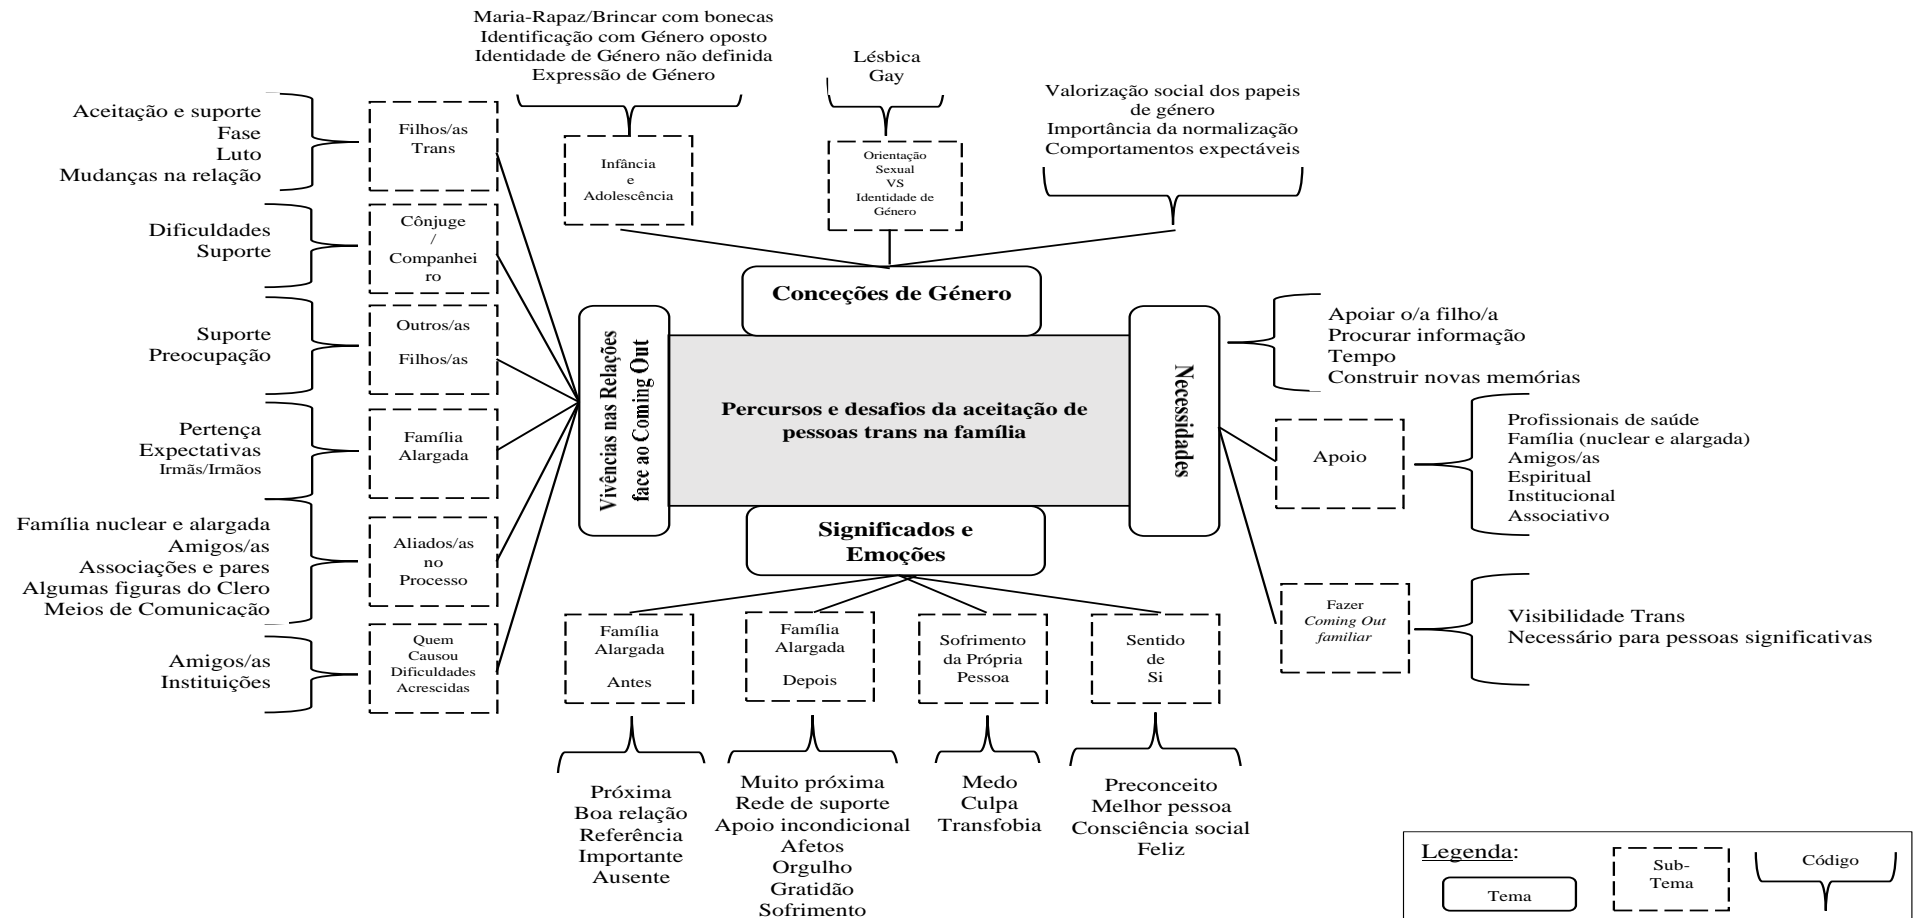 Maria-Rapaz/Brincar com bonecas
Identificação com Género oposto
Identidade de Género não definida
Expressão de Género
Lésbica
Gay
Valorização social dos papeis
de género
Importância da normalização
Comportamentos expectáveis
Infância
e
Adolescência
Orientação
Sexual
VS
Identidade de
Género
Conceções de Género
Aceitação e suporte
Fase
Luto
Mudanças na relação
Filhos/as
Trans
Dificuldades
Suporte
Cônjuge
/
Companhei
ro
Suporte
Preocupação
Outros/as
Filhos/as
Pertença
Expectativas
Irmãs/Irmãos
Família
Alargada
Família nuclear e alargada
Amigos/as
Associações e pares
Algumas figuras do Clero
Meios de Comunicação
Aliados/as
no
Processo
Amigos/as
Instituições
Quem
Causou
Dificuldades
Acrescidas
Vivências nas Relações
face ao Coming Out
Percursos e desafios da aceitação de
pessoas trans na família
Necessidades
Apoiar o/a filho/a
Procurar informação
Tempo
Construir novas memórias
Apoio
Profissionais de saúde
Família (nuclear e alargada)
Amigos/as
Espiritual
Institucional
Associativo
Fazer
Coming Out
familiar
Visibilidade Trans
Necessário para pessoas significativas
Significados e
Emoções
Família
Alargada
Antes
Família
Alargada
Depois
Sofrimento
da Própria
Pessoa
Sentido
de
Si
Próxima
Boa relação
Referência
Importante
Ausente
Muito próxima
Rede de suporte
Apoio incondicional
Afetos
Orgulho
Gratidão
Sofrimento
Medo
Culpa
Transfobia
Preconceito
Melhor pessoa
Consciência social
Feliz
Legenda:
Tema
Sub-
Tema
Código